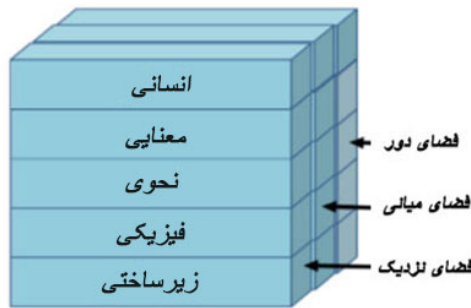 انسانی
معنایی
نحوی
فیزیکی
زیرساختی
فضای دور
فضای میانی
فضای نزدیک